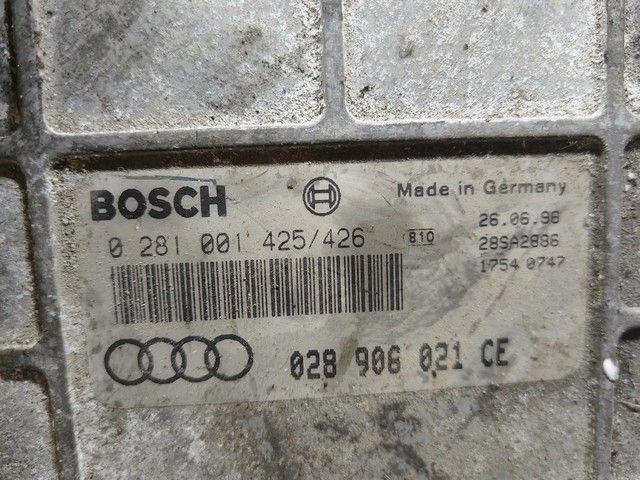 BOSCH
Made in Germany
0 281 001 425/426
810
26.06.98
28SA2886
1754 0747
028 906 021 CE